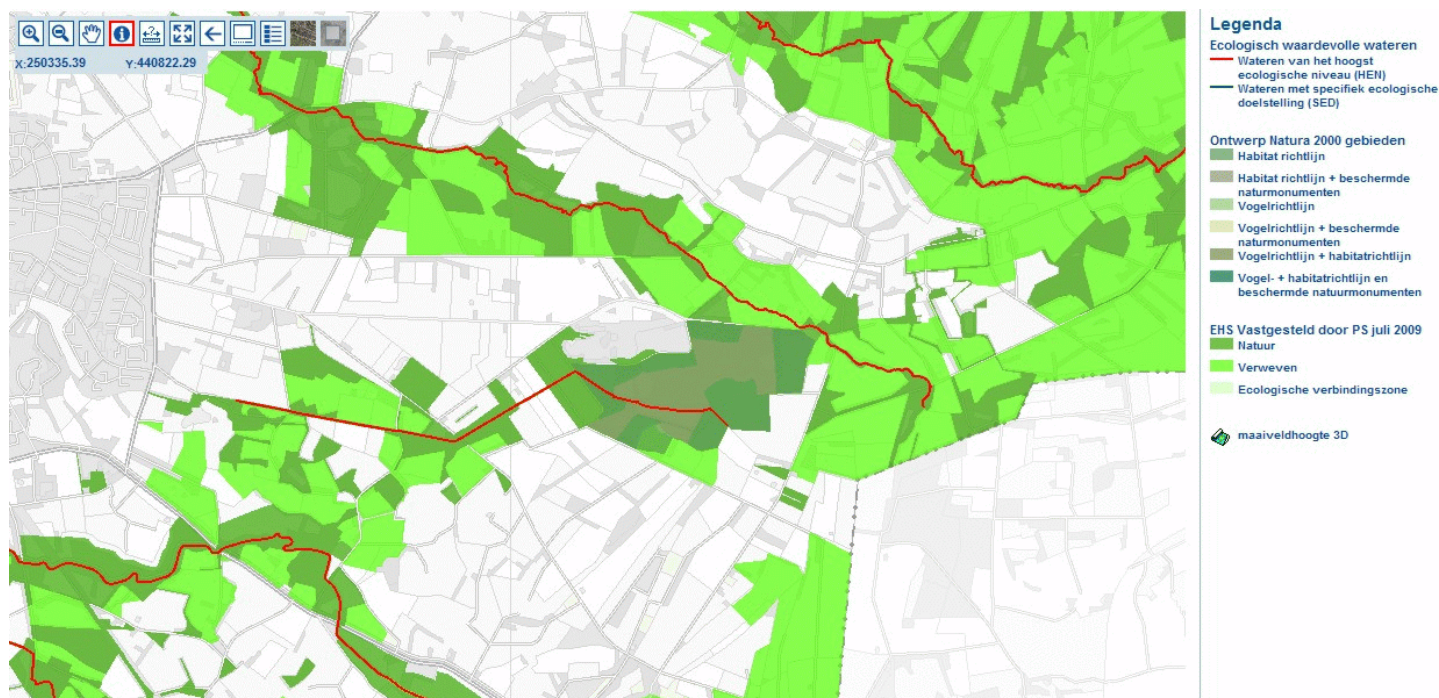 X:250335.39 Y:440822.29
Legenda
Ecologisch waardevolle wateren
Wateren van het hoogst
ecologische niveau (HEN)
Wateren met specifiek ecologische
doelstelling (SED)
Ontwerp Natura 2000 gebieden
Habitat richtlijn
Habitat richtlijn + beschermde
naturmonumenten
Vogelrichtlijn
Vogelrichtlijn + beschermde
naturmonumenten
Vogelrichtlijn + habitatrichtlijn
Vogel- + habitatrichtlijn en
beschermde natuurmonumenten
EHS Vastgesteld door PS juli 2009
Natuur
Verweven
Ecologische verbindingszone
maaiveldhoogte 3D